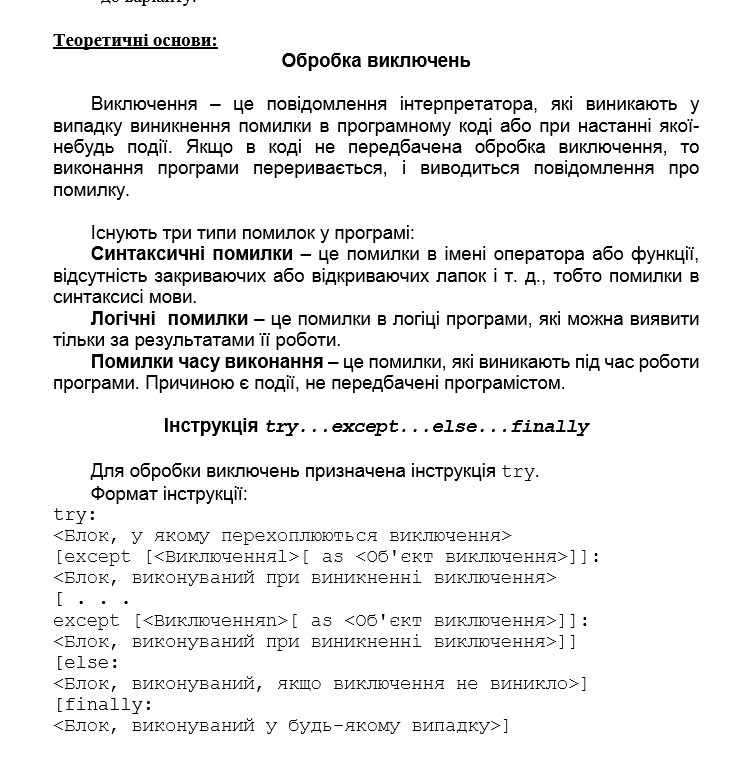 до варіанту.
Теоретичні основи:
Обробка виключень
Виключення – це повідомлення інтерпретатора, які виникають у
випадку виникнення помилки в програмному коді або при настанні якої-
небудь події. Якщо в коді не передбачена обробка виключення, то
виконання програми переривається, і виводиться повідомлення про
помилку.
Існують три типи помилок у програмі:
Синтаксичні помилки – це помилки в імені оператора або функції,
відсутність закриваючих або відкриваючих лапок і т. д., тобто помилки в
синтаксисі мови.
Логічні помилки – це помилки в логіці програми, які можна виявити
тільки за результатами її роботи.
Помилки часу виконання – це помилки, які виникають під час роботи
програми. Причиною є події, не передбачені програмістом.
Інструкція try...except...else...finally
Для обробки виключень призначена інструкція try.
Формат інструкції:
try:
<Блок, у якому перехоплюються виключення>
[except [<Виключенняl>[ as <Об'єкт виключення>]]:
<Блок, виконуваний при виникненні виключення>
[ . . .
except [<Виключенняn>[ as <Об'єкт виключення>]]:
<Блок, виконуваний при виникненні виключення>]]
[else:
<Блок, виконуваний, якщо виключення не виникло>]
[finally:
<Блок, виконуваний у будь-якому випадку>]